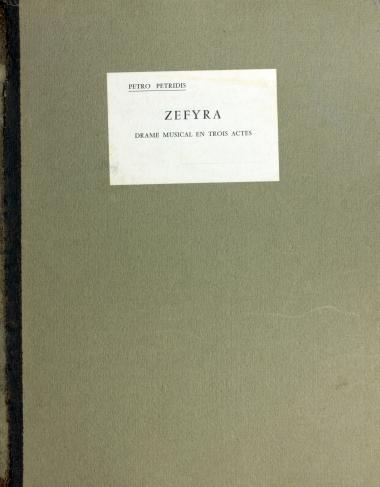 PETRO PETRIDIS
ZEFYRA
DRAME MUSICAL EN TROIS ACTES